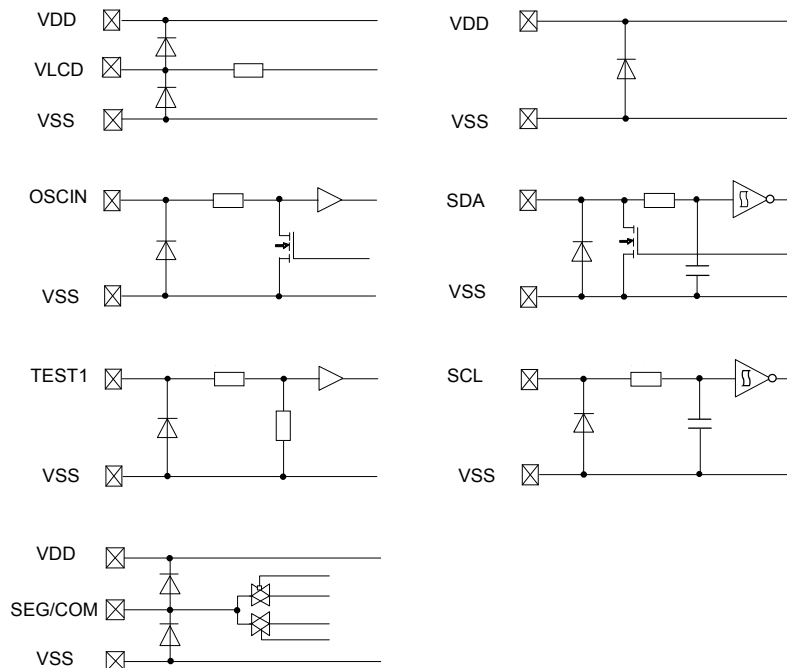 VDD
VLCD
VSS
VDD
VSS
OSCIN
VSS
SDA
VSS
TEST1
VSS
SCL
VSS
VDD
SEG/COM
VSS